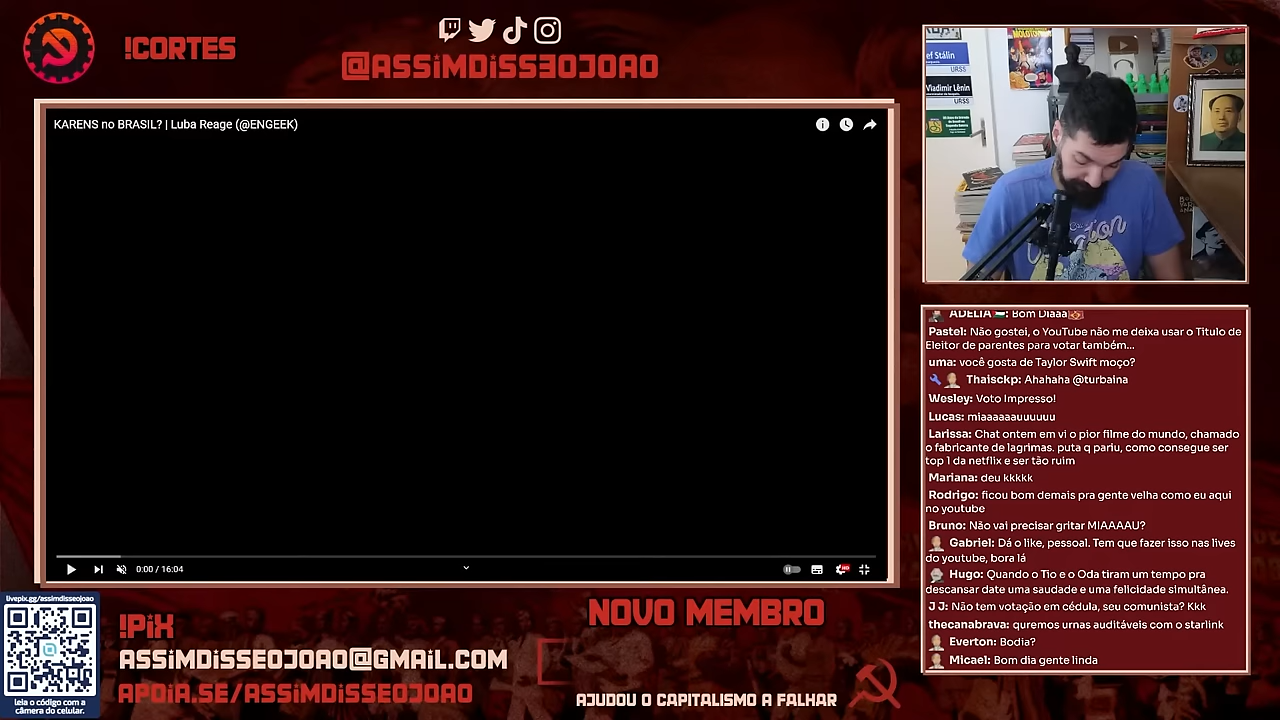 !CORTES
@ASSIMDISSEOJOAO
KARENS no BRASIL? | Luba Reage (@ENGEEK)
0:00 / 16:04
HD
ef Stálin
URSS
Vladimir Lênin
URSS
MOLOTOV
ADELIA: Bom Diaaa
Pastel: Não gostei, o YouTube não me deixa usar o Titulo de
Eleitor de parentes para votar também...
uma: você gosta de Taylor Swift moço?
Thaisckp: Ahahaha @turbaina
Wesley: Voto Impresso!
Lucas: miaaaaaauuuuuu
Larissa: Chat ontem em vi o pior filme do mundo, chamado
o fabricante de lagrimas. puta q pariu, como consegue ser
top 1 da netflix e ser tão ruim
Mariana: deu kkkkk
Rodrigo: ficou bom demais pra gente velha como eu aqui
no youtube
Bruno: Não vai precisar gritar MIAAAAU?
Gabriel: Dá o like, pessoal. Tem que fazer isso nas lives
do youtube, bora lá
Hugo: Quando o Tio e o Oda tiram um tempo pra
descansar date uma saudade e uma felicidade simultânea.
J J: Não tem votação em cédula, seu comunista? Kkk
thecanabrava: quremos urnas auditáveis com o starlink
Everton: Bodia?
Micael: Bom dia gente linda
livepix.gg/assimdisseojoao
leia o código com a
câmera do celular.
!PIX
ASSIMDISSEOJOAO@GMAIL.COM
APOIA.SE/ASSIMDISSEOJOAO
NOVO MEMBRO
AJUDOU O CAPITALISMO A FALHAR